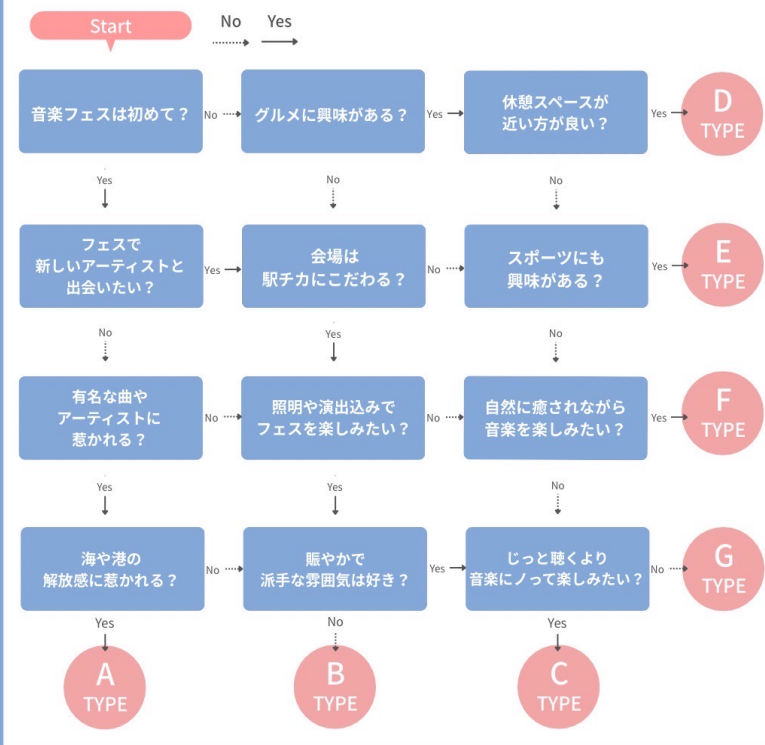 Start
No
Yes
音楽フェスは初めて？
No
グルメに興味がある？
Yes
休憩スペースが
近い方が良い？
Yes
D
TYPE
Yes
No
No
フェスで
新しいアーティストと
出会いたい？
Yes
会場は
駅チカにこだわる？
No
スポーツにも
興味がある？
Yes
E
TYPE
No
Yes
No
有名な曲や
アーティストに
惹かれる？
No
照明や演出込みで
フェスを楽しみたい？
No
自然に癒されながら
音楽を楽しみたい？
Yes
F
TYPE
Yes
Yes
No
海や港の
解放感に惹かれる？
No
賑やかで
派手な雰囲気は好き？
Yes
じっと聴くより
音楽にノって楽しみたい？
No
G
TYPE
Yes
No
Yes
A
TYPE
B
TYPE
C
TYPE